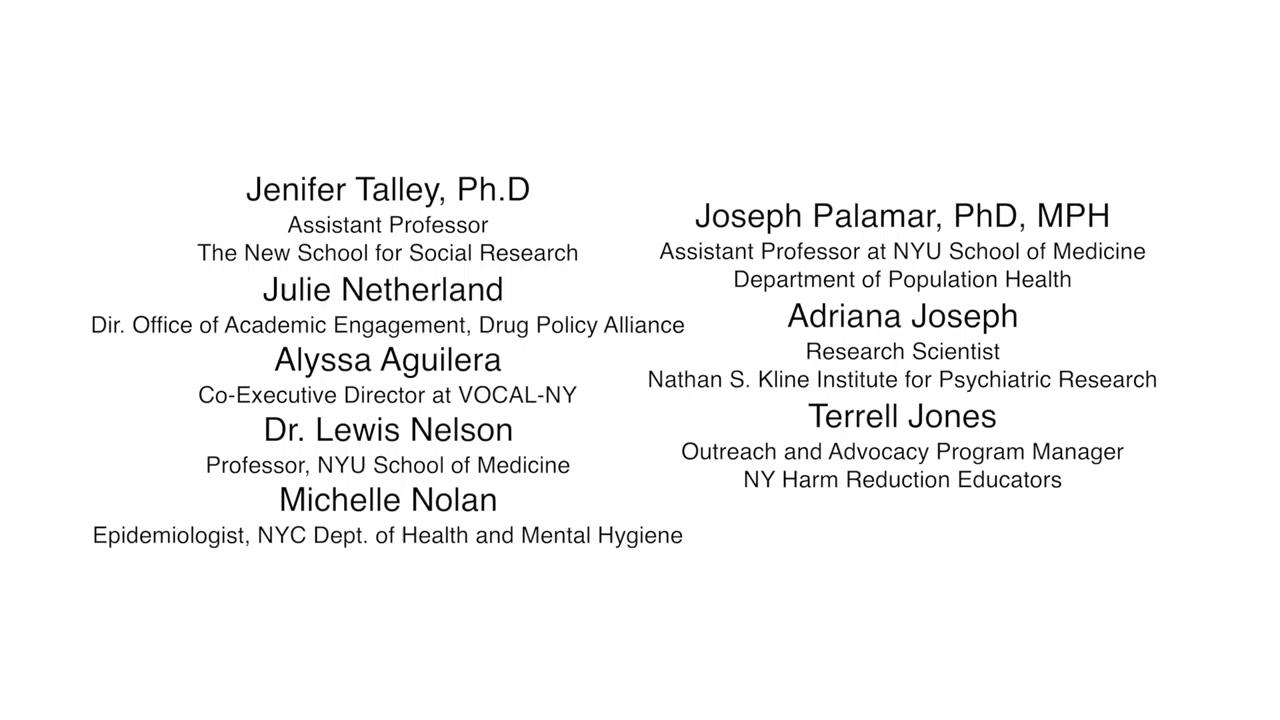 Jenifer Talley, Ph.D
Assistant Professor
The New School for Social Research
Julie Netherland
Dir. Office of Academic Engagement, Drug Policy Alliance
Alyssa Aguilera
Co-Executive Director at VOCAL-NY
Dr. Lewis Nelson
Professor, NYU School of Medicine
Michelle Nolan
Epidemiologist, NYC Dept. of Health and Mental Hygiene
Joseph Palamar, PhD, MPH
Assistant Professor at NYU School of Medicine
Department of Population Health
Adriana Joseph
Research Scientist
Nathan S. Kline Institute for Psychiatric Research
Terrell Jones
Outreach and Advocacy Program Manager
NY Harm Reduction Educators